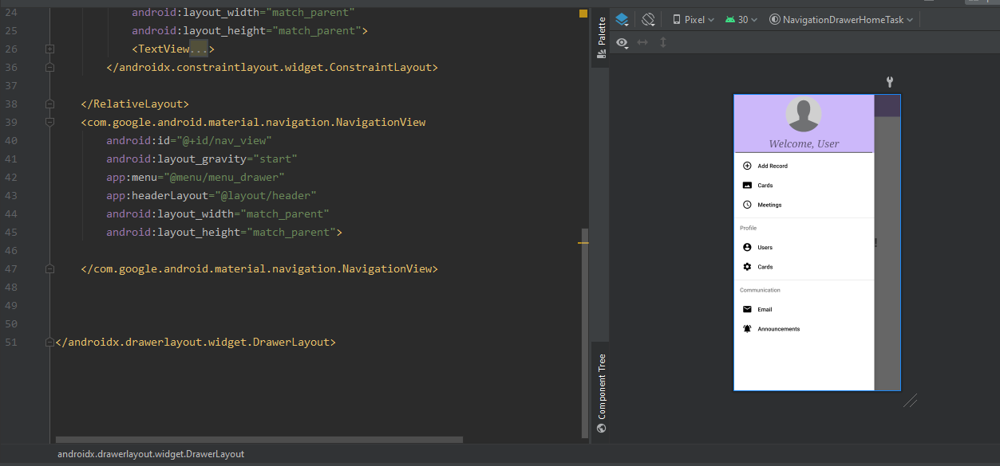 24 android:layout_width="match_parent"
25 android:layout_height="match_parent">
26 <TextView...>
36 </androidx.constraintlayout.widget.ConstraintLayout>
37
38 </RelativeLayout>
39 <com.google.android.material.navigation.NavigationView
40 android:id="@+id/nav_view"
41 android:layout_gravity="start"
42 app:menu="@menu/menu_drawer"
43 app:headerLayout="@layout/header"
44 android:layout_width="match_parent"
45 android:layout_height="match_parent">
46
47 </com.google.android.material.navigation.NavigationView>
48
49
50
51 </androidx.drawerlayout.widget.DrawerLayout>
androidx.drawerlayout.widget.DrawerLayout
Palette
Component Tree
Pixel 30 NavigationDrawerHomeTask
Welcome, User
Add Record
Cards
Meetings
Profile
Users
Cards
Communication
Email
Announcements